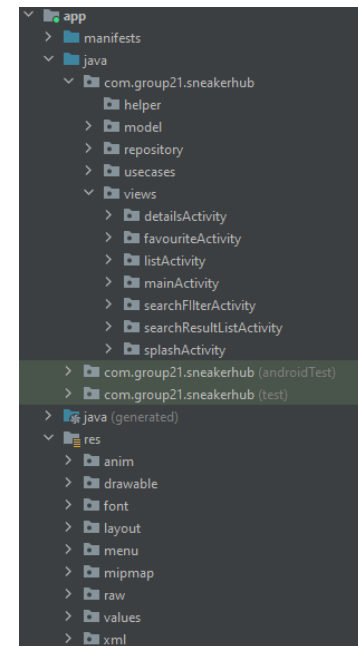 app
manifests
java
com.group21.sneakerhub
helper
model
repository
usecases
views
detailsActivity
favouriteActivity
listActivity
mainActivity
searchFIlterActivity
searchResultListActivity
splashActivity
com.group21.sneakerhub (androidTest)
com.group21.sneakerhub (test)
java (generated)
res
anim
drawable
font
layout
menu
mipmap
raw
values
xml